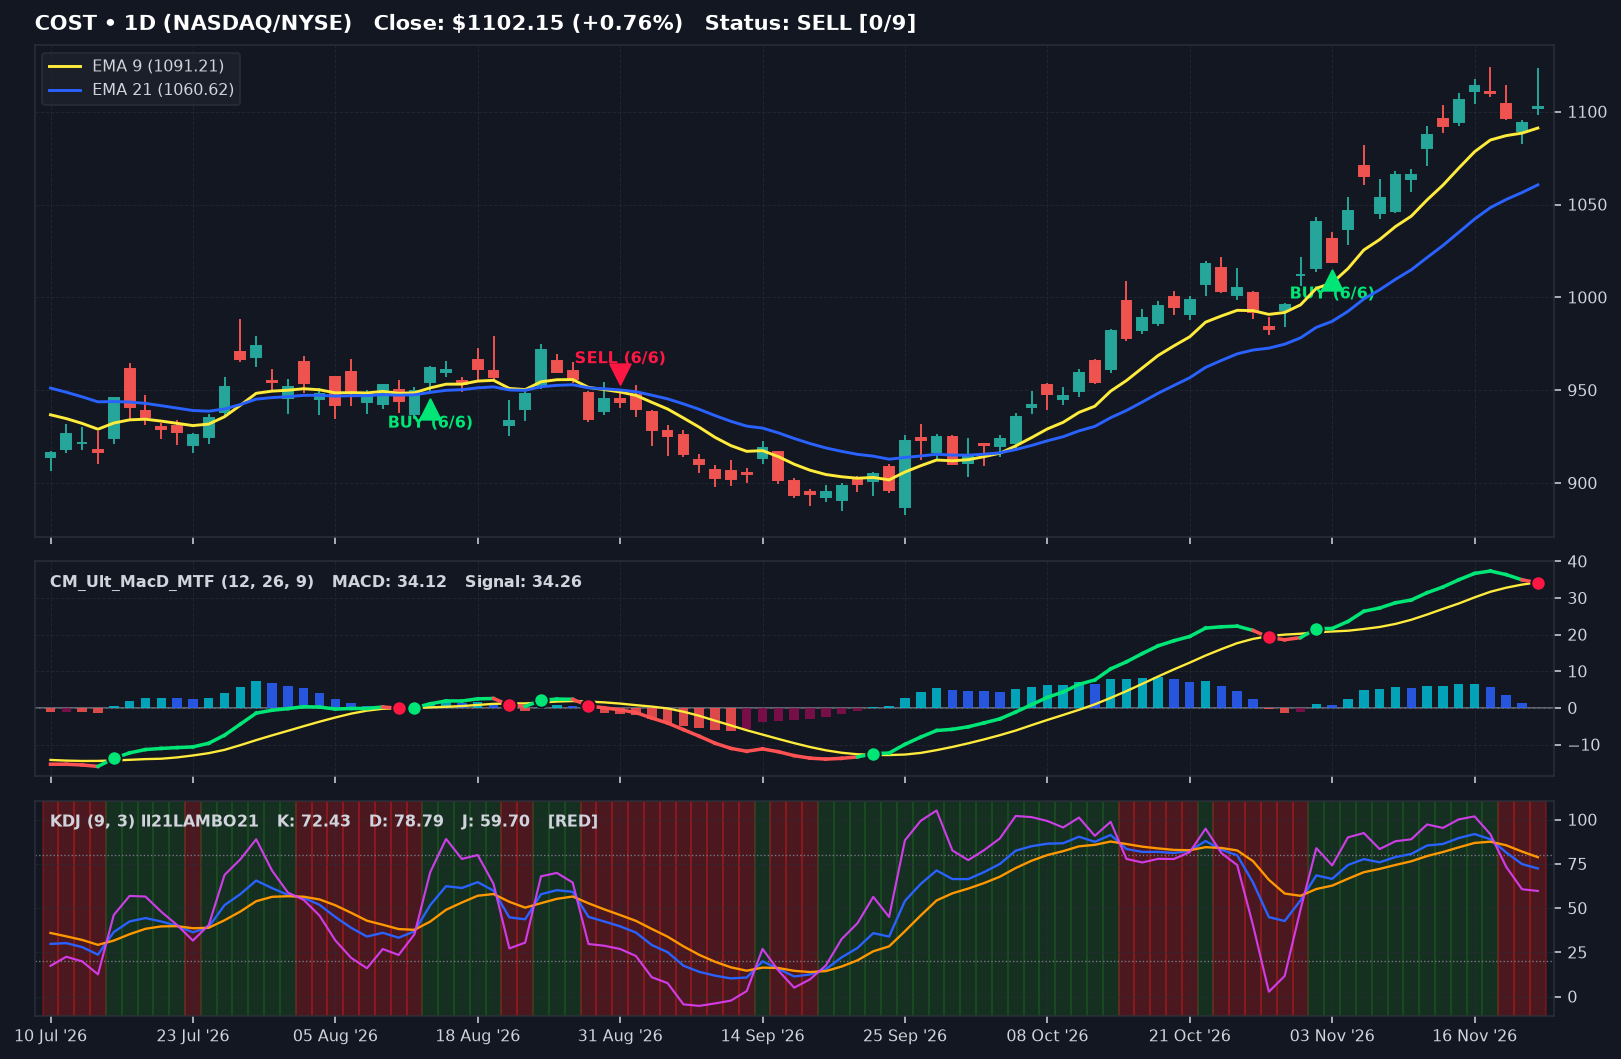 COST • 1D (NASDAQ/NYSE)   Close: $1102.15 (+0.76%)   Status: SELL [0/9]
EMA 9 (1091.21)
EMA 21 (1060.62)
1100
1050
1000
950
900
SELL (6/6)
BUY (6/6)
BUY (6/6)
CM_Ult_MacD_MTF (12, 26, 9)   MACD: 34.12   Signal: 34.26
40
30
20
10
0
−10
KDJ (9, 3) ll21LAMBO21   K: 72.43   D: 78.79   J: 59.70   [RED]
100
75
50
25
0
10 Jul '26
23 Jul '26
05 Aug '26
18 Aug '26
31 Aug '26
14 Sep '26
25 Sep '26
08 Oct '26
21 Oct '26
03 Nov '26
16 Nov '26